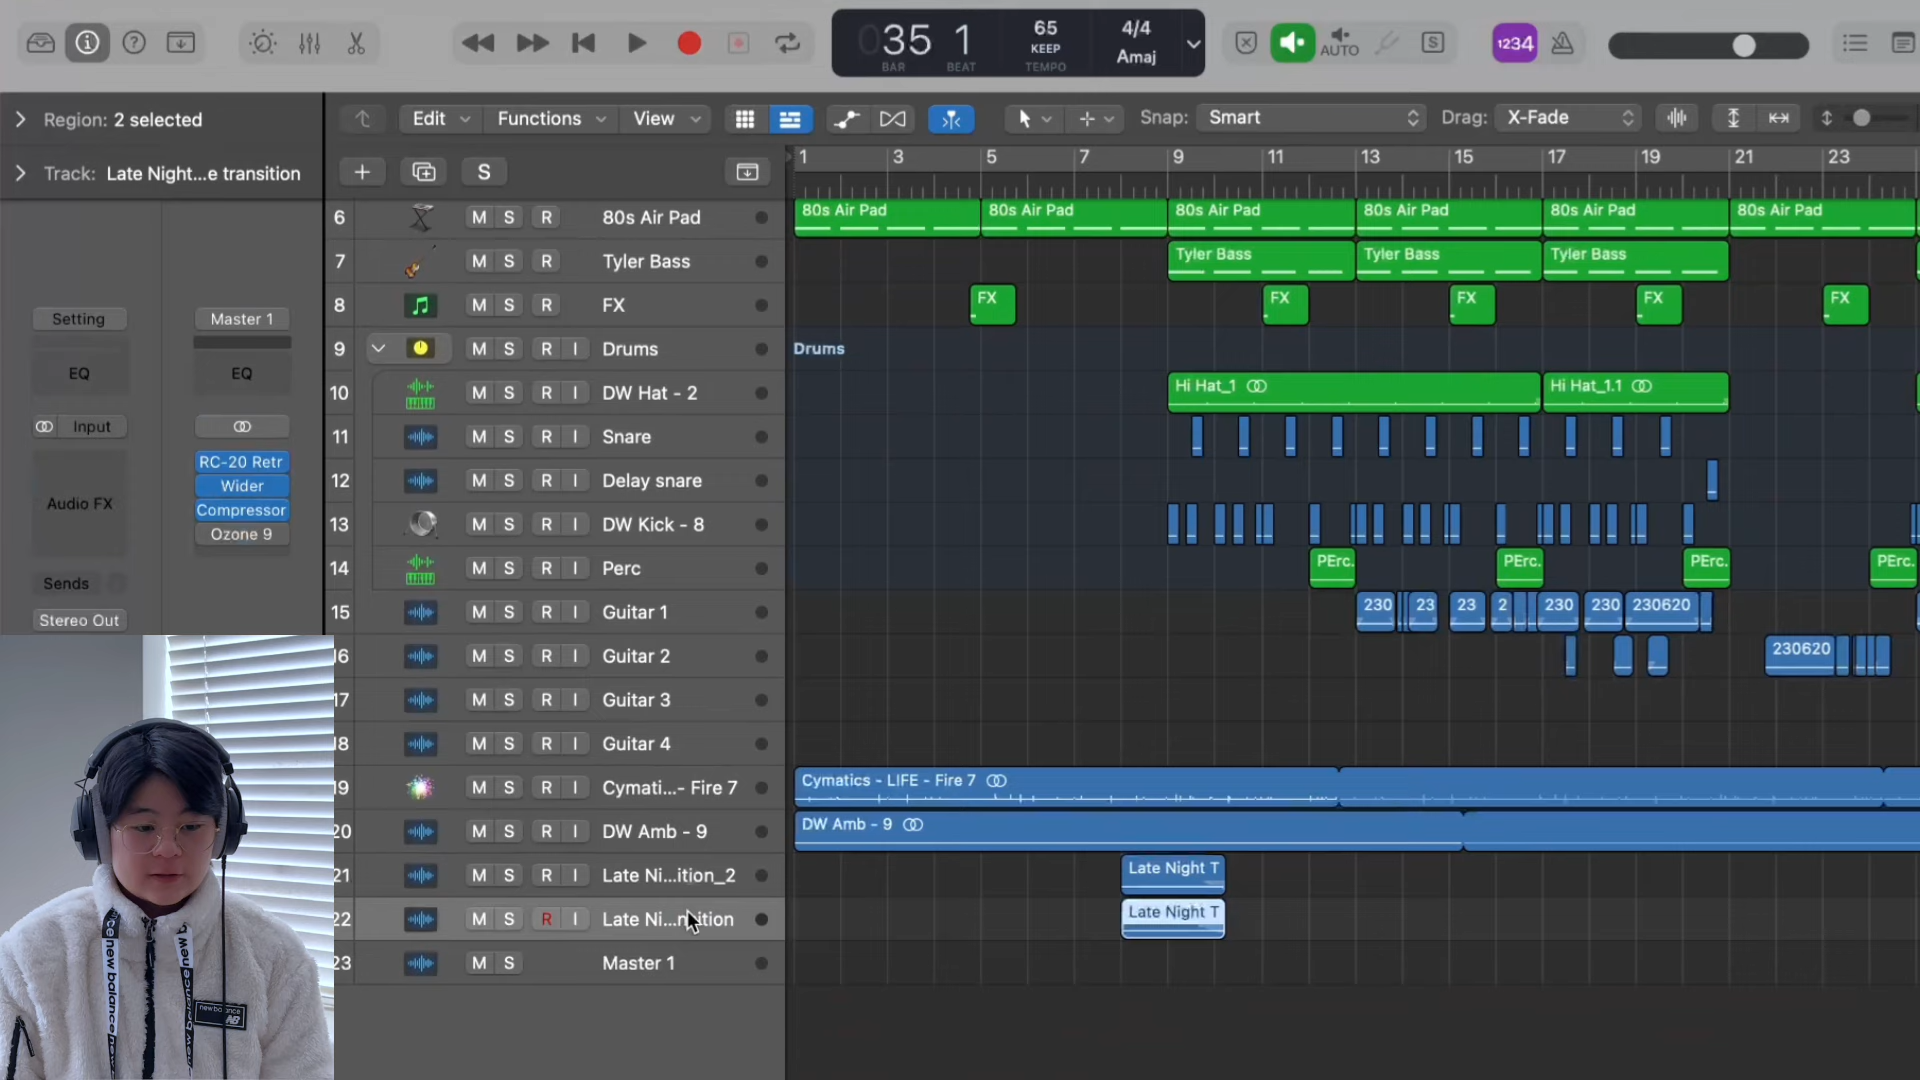 35 1 65 4/4
KEEP Amaj
BAR BEAT TEMPO
AUTO
S
1234
Region: 2 selected
Edit Functions View Snap: Smart Drag: X-Fade
Track: Late Night...e transition
S
1 3 5 7 9 11 13 15 17 19 21 23
6 M S R 80s Air Pad
80s Air Pad 80s Air Pad 80s Air Pad 80s Air Pad 80s Air Pad 80s Air Pad
7 M S R Tyler Bass
Tyler Bass Tyler Bass Tyler Bass
8 M S R FX
FX FX FX FX FX
9 M S R I Drums
Drums
10 M S R I DW Hat - 2
Hi Hat_1 Hi Hat_1.1
11 M S R I Snare
12 M S R I Delay snare
13 M S R I DW Kick - 8
14 M S R I Perc
PErc. PErc. PErc. PErc.
15 M S R I Guitar 1
230 23 23 2 230 230 230620
16 M S R I Guitar 2
230620
17 M S R I Guitar 3
18 M S R I Guitar 4
19 M S R I Cymati...- Fire 7
Cymatics - LIFE - Fire 7
20 M S R I DW Amb - 9
DW Amb - 9
21 M S R I Late Ni...ition_2
Late Night T
22 M S R I
Late Night T
23 M S Master 1
Setting Master 1
EQ EQ
Input
RC-20 Retr
Wider
Audio FX
Compressor
Ozone 9
Sends
Stereo Out
new balance
new balance
new balance
NB